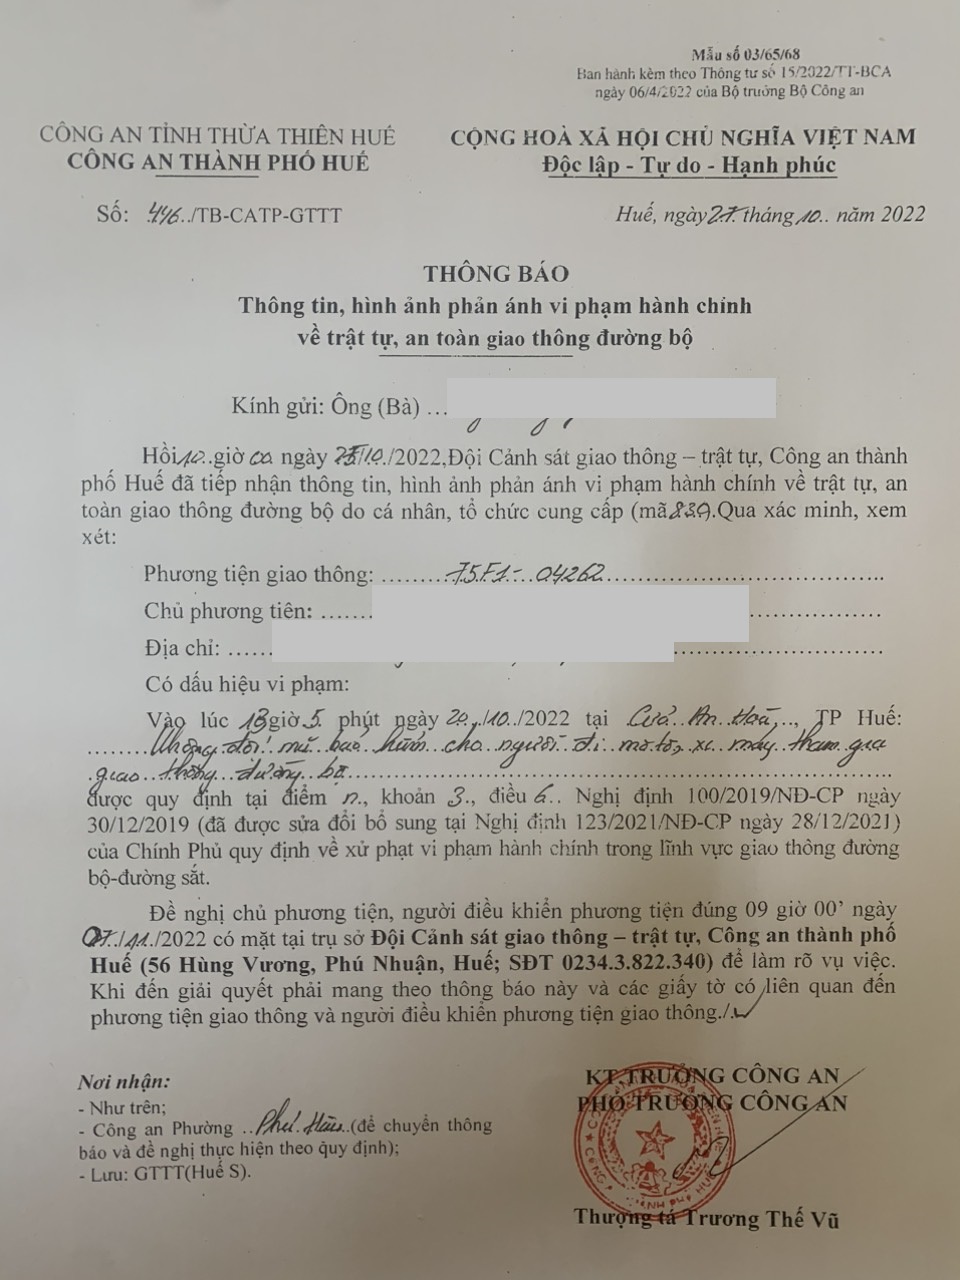 Mẫu số 03/65/68
Ban hành kèm theo Thông tư số 15/2022/TT-BCA
ngày 06/4/2022 của Bộ trưởng Bộ Công an
CÔNG AN TỈNH THỪA THIÊN HUẾ
CÔNG AN THÀNH PHỐ HUẾ
CỘNG HOÀ XÃ HỘI CHỦ NGHĨA VIỆT NAM
Độc lập - Tự do - Hạnh phúc
Số: 446../TB-CATP-GTTT
Huế, ngày 27. tháng 10.. năm 2022
THÔNG BÁO
Thông tin, hình ảnh phản ánh vi phạm hành chính
về trật tự, an toàn giao thông đường bộ
Kính gửi: Ông (Bà) ...
Hồi 10..giờ 00 ngày /10./2022,Đội Cảnh sát giao thông – trật tự, Công an thành
phố Huế đã tiếp nhận thông tin, hình ảnh phản ánh vi phạm hành chính về trật tự, an
toàn giao thông đường bộ do cá nhân, tổ chức cung cấp (mã .Qua xác minh, xem
xét:
Phương tiện giao thông: ........75F1- 04262........
Chủ phương tiên: ......
Địa chỉ: ......
Có dấu hiệu vi phạm:
Vào lúc 13 giờ 5. phút ngày 20../10../2022 tại Cửa An Hoà.., TP Huế:
........Không đội mũ bảo hiểm cho người đi mô tô, xe máy tham gia
giao thông đường bộ........
được quy định tại điểm n., khoản 3., điều 6.. Nghị định 100/2019/NĐ-CP ngày
30/12/2019 (đã được sửa đổi bổ sung tại Nghị định 123/2021/NĐ-CP ngày 28/12/2021)
của Chính Phủ quy định về xử phạt vi phạm hành chính trong lĩnh vực giao thông đường
bộ-đường sắt.
Đề nghị chủ phương tiện, người điều khiển phương tiện đúng 09 giờ 00’ ngày
07./11./2022 có mặt tại trụ sở Đội Cảnh sát giao thông – trật tự, Công an thành phố
Huế (56 Hùng Vương, Phú Nhuận, Huế; SĐT 0234.3.822.340) để làm rõ vụ việc.
Khi đến giải quyết phải mang theo thông báo này và các giấy tờ có liên quan đến
phương tiện giao thông và người điều khiển phương tiện giao thông./.
Nơi nhận:
- Như trên;
- Công an Phường ..Phú Hậu..(để chuyển thông
báo và đề nghị thực hiện theo quy định);
- Lưu: GTTT(Huế S).
KT.TRƯỞNG CÔNG AN
PHÓ TRƯỞNG CÔNG AN
Thượng tá Trương Thế Vũ